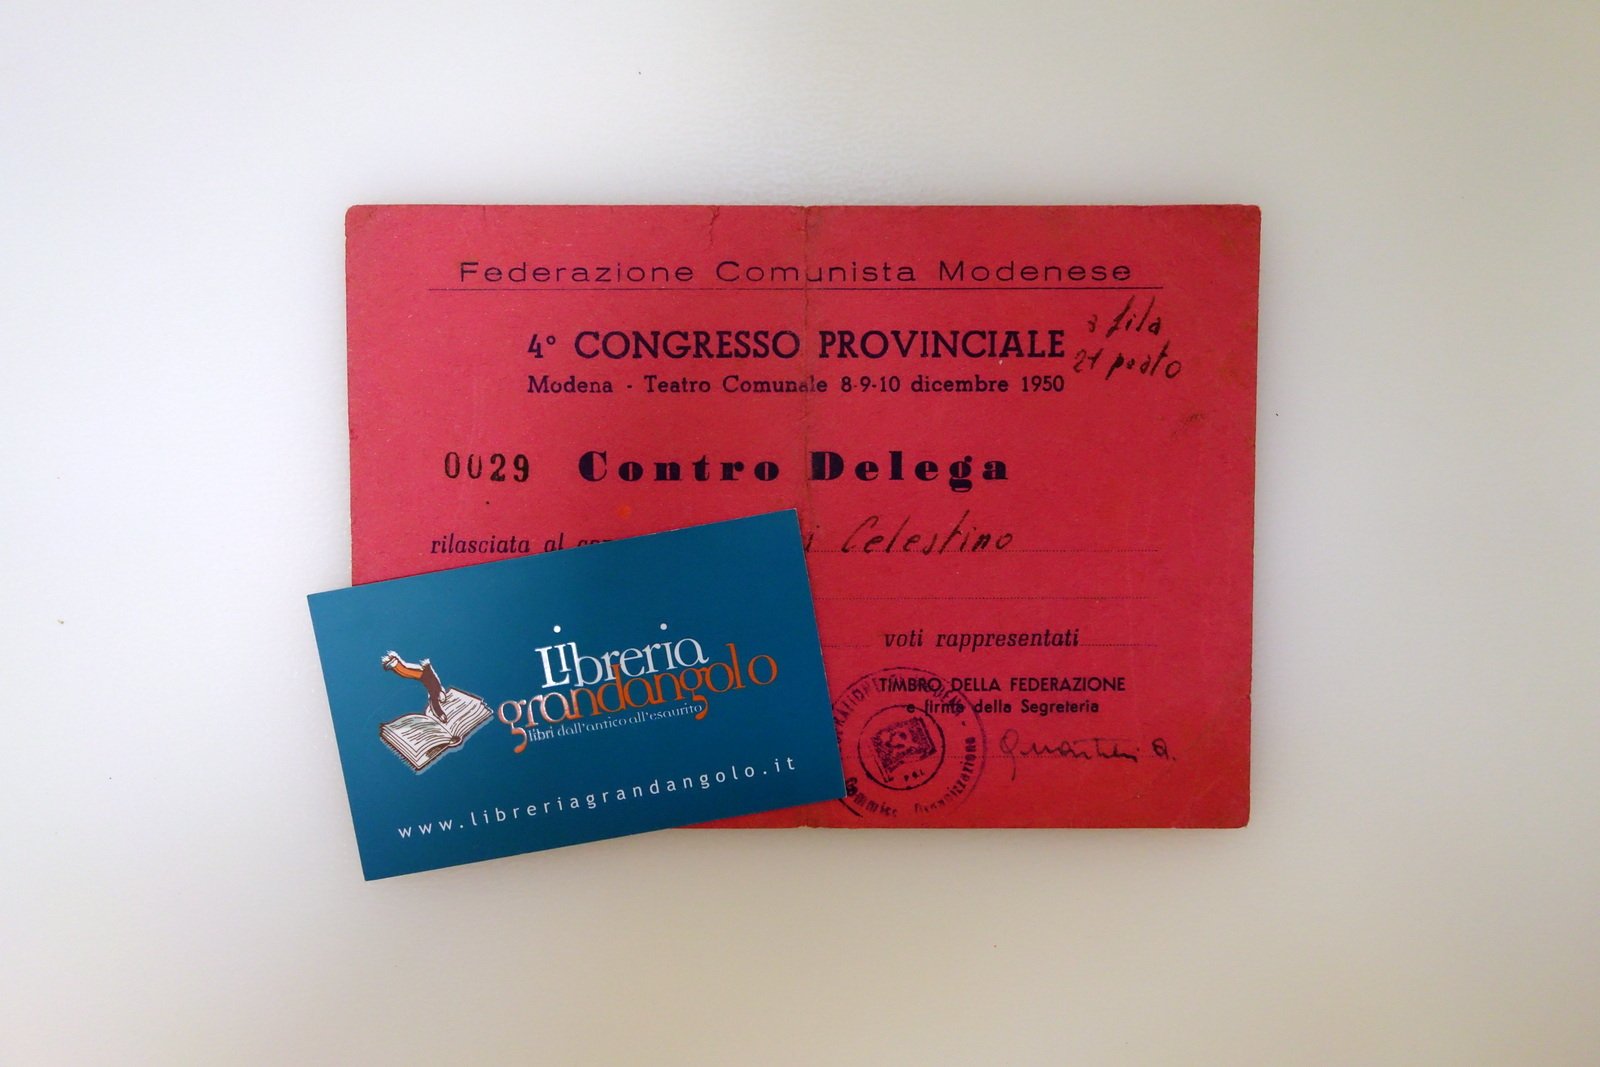 Federazione Comunista Modenese
4° CONGRESSO PROVINCIALE
fila
21 posto
Modena - Teatro Comunale 8-9-10 dicembre 1950
0029 Contro Delega
rilasciata al
Celestino
voti rappresentati
TIMBRO DELLA FEDERAZIONE
e firma della Segreteria
P.C.I.
Organizzazione
Libreria
grandangolo
libri dall'antico all'esaurito
www.libreriagrandangolo.it